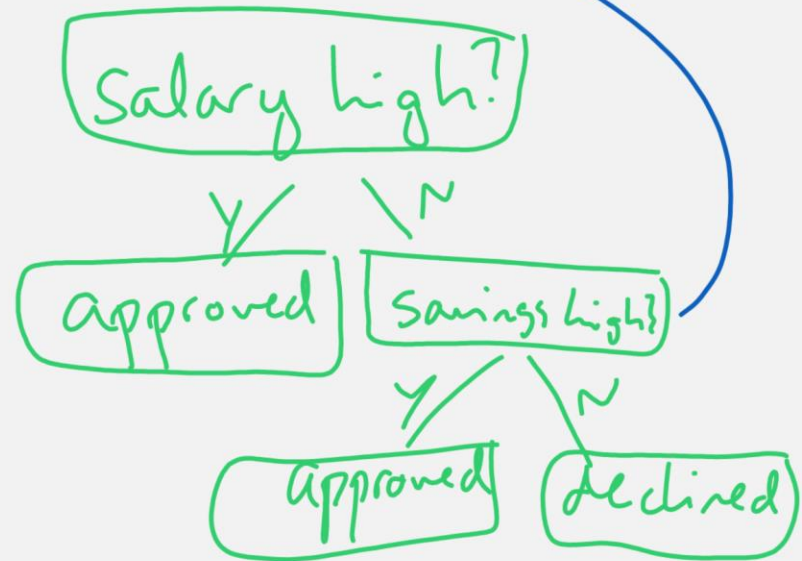 Salary high?
Y N
approved
Savings high?
Y N
approved
declined